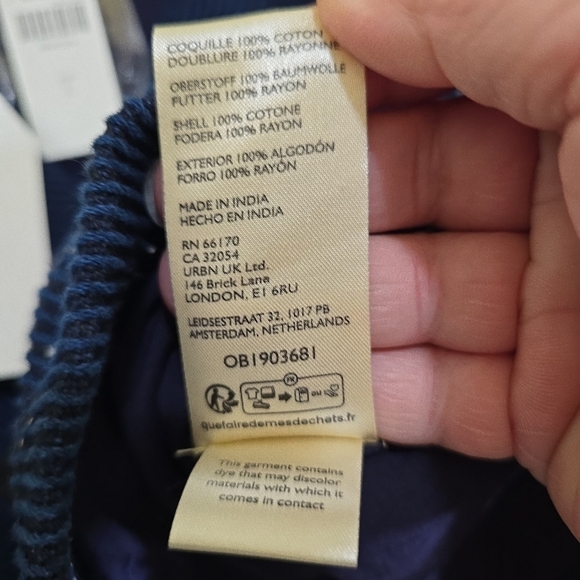 COQUILLE 100% COTON
DOUBLURE 100% RAYONNE
OBERSTOFF 100% BAUMWOLLE
FUTTER 100% RAYON
SHELL 100% COTONE
FODERA 100% RAYON
EXTERIOR 100% ALGODÓN
FORRO 100% RAYÓN
MADE IN INDIA
HECHO EN INDIA
RN 66170
CA 32054
URBN UK Ltd.
146 Brick Lane
LONDON, E1 6RU
LEIDSESTRAAT 32, 1017 PB
AMSTERDAM, NETHERLANDS
OB1903681
FR
OU
quefairedemesdechets.fr
This garment contains
dye that may discolor
materials with which it
comes in contact